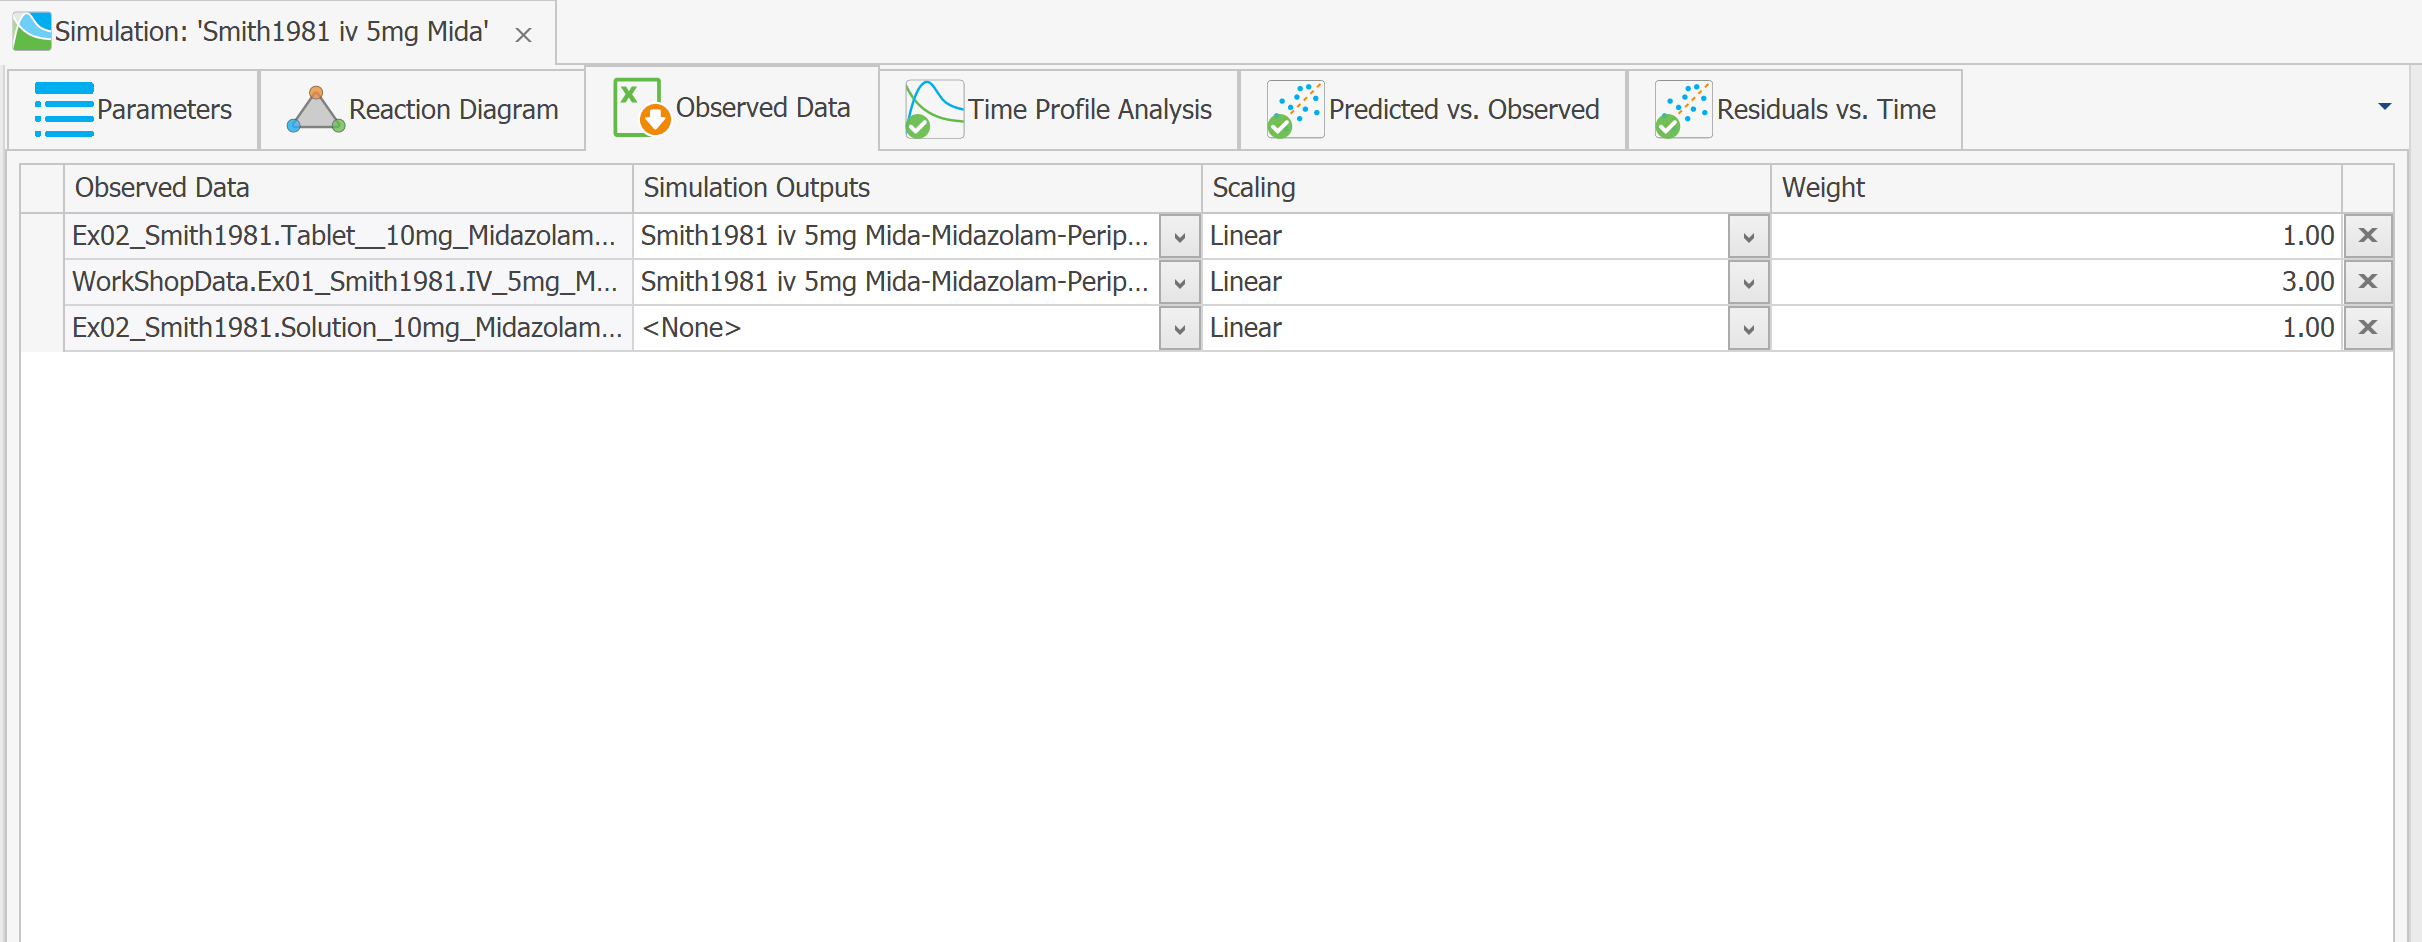 Simulation: 'Smith1981 iv 5mg Mida'
Parameters Reaction Diagram Observed Data Time Profile Analysis Predicted vs. Observed Residuals vs. Time
Observed Data Simulation Outputs Scaling Weight
Ex02_Smith1981.Tablet__10mg_Midazolam... Smith1981 iv 5mg Mida-Midazolam-Perip... Linear 1.00
WorkShopData.Ex01_Smith1981.IV_5mg_M... Smith1981 iv 5mg Mida-Midazolam-Perip... Linear 3.00
Ex02_Smith1981.Solution_10mg_Midazolam... <None> Linear 1.00